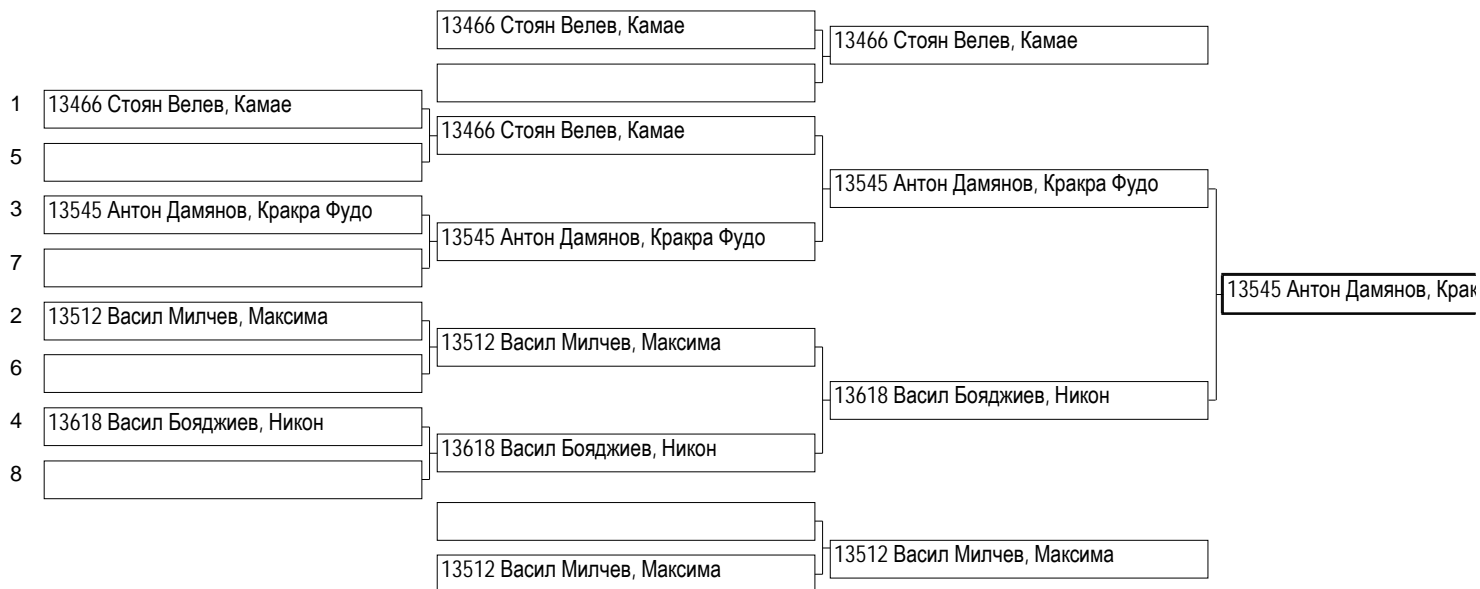 13466 Стоян Велев, Камае
13466 Стоян Велев, Камае
1 13466 Стоян Велев, Камае
13466 Стоян Велев, Камае
5
13545 Антон Дамянов, Кракра Фудо
3 13545 Антон Дамянов, Кракра Фудо
13545 Антон Дамянов, Кракра Фудо
7
13545 Антон Дамянов, Крак
2 13512 Васил Милчев, Максима
13512 Васил Милчев, Максима
6
13618 Васил Бояджиев, Никон
4 13618 Васил Бояджиев, Никон
13618 Васил Бояджиев, Никон
8
13512 Васил Милчев, Максима
13512 Васил Милчев, Максима